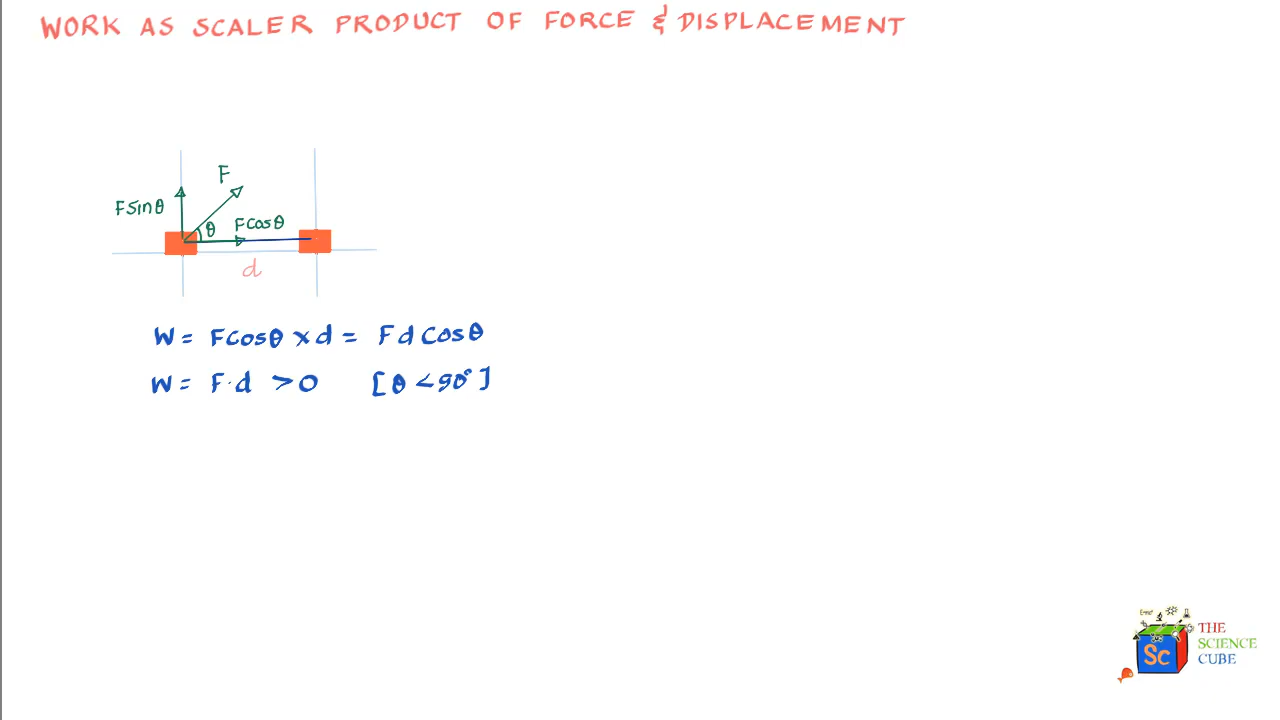 WORK AS SCALER PRODUCT OF FORCE & DISPLACEMENT
F
Fsinθ
θ
Fcosθ
d
W = Fcosθ × d = F d Cosθ
W = F·d > 0 [θ < 90°]
Sc
THE
SCIENCE
CUBE